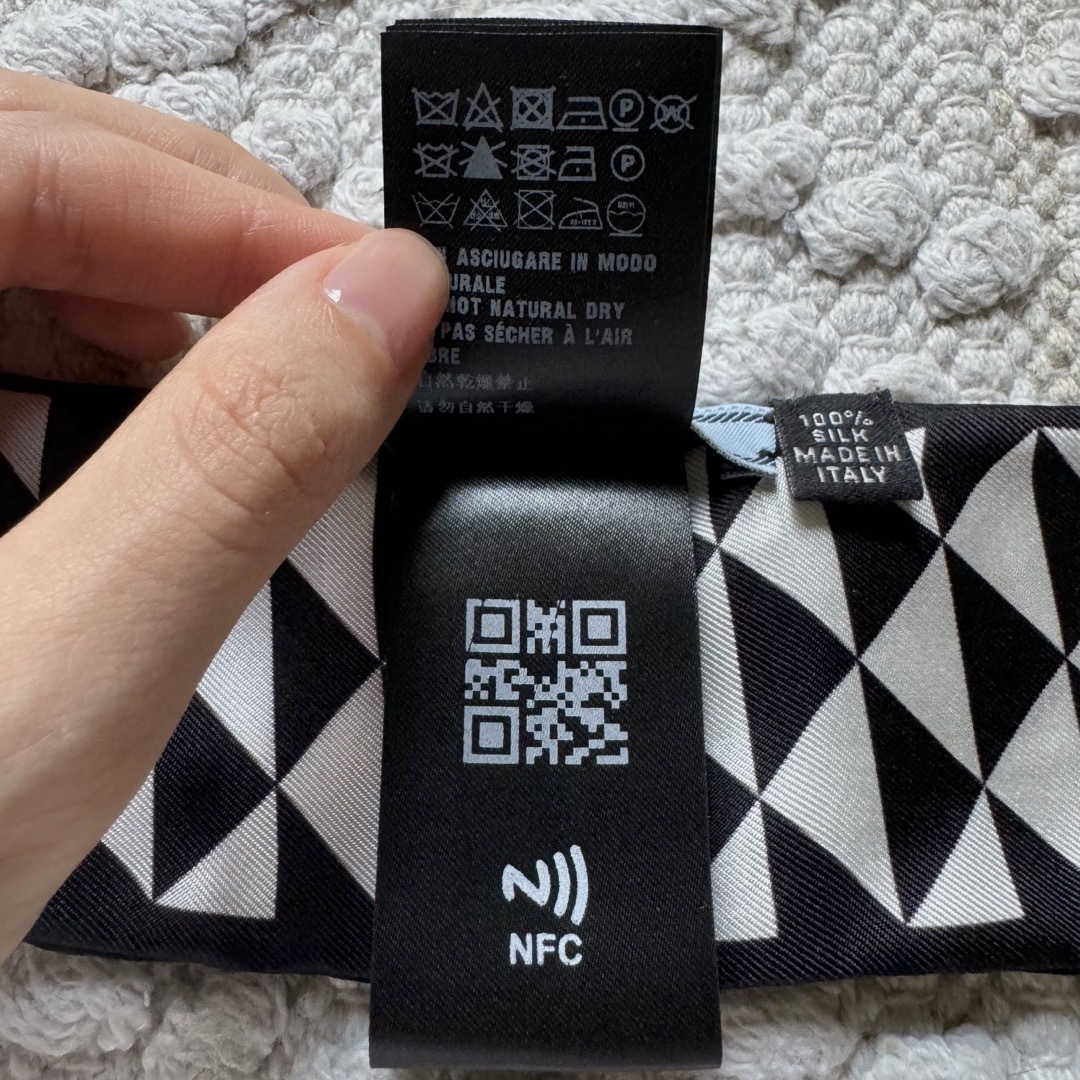 ASCIUGARE IN MODO
URALE
NOT NATURAL DRY
PAS SÉCHER À L'AIR
BRE
自然乾燥禁止
请勿自然干燥
100%
SILK
MADE IN
ITALY
NFC